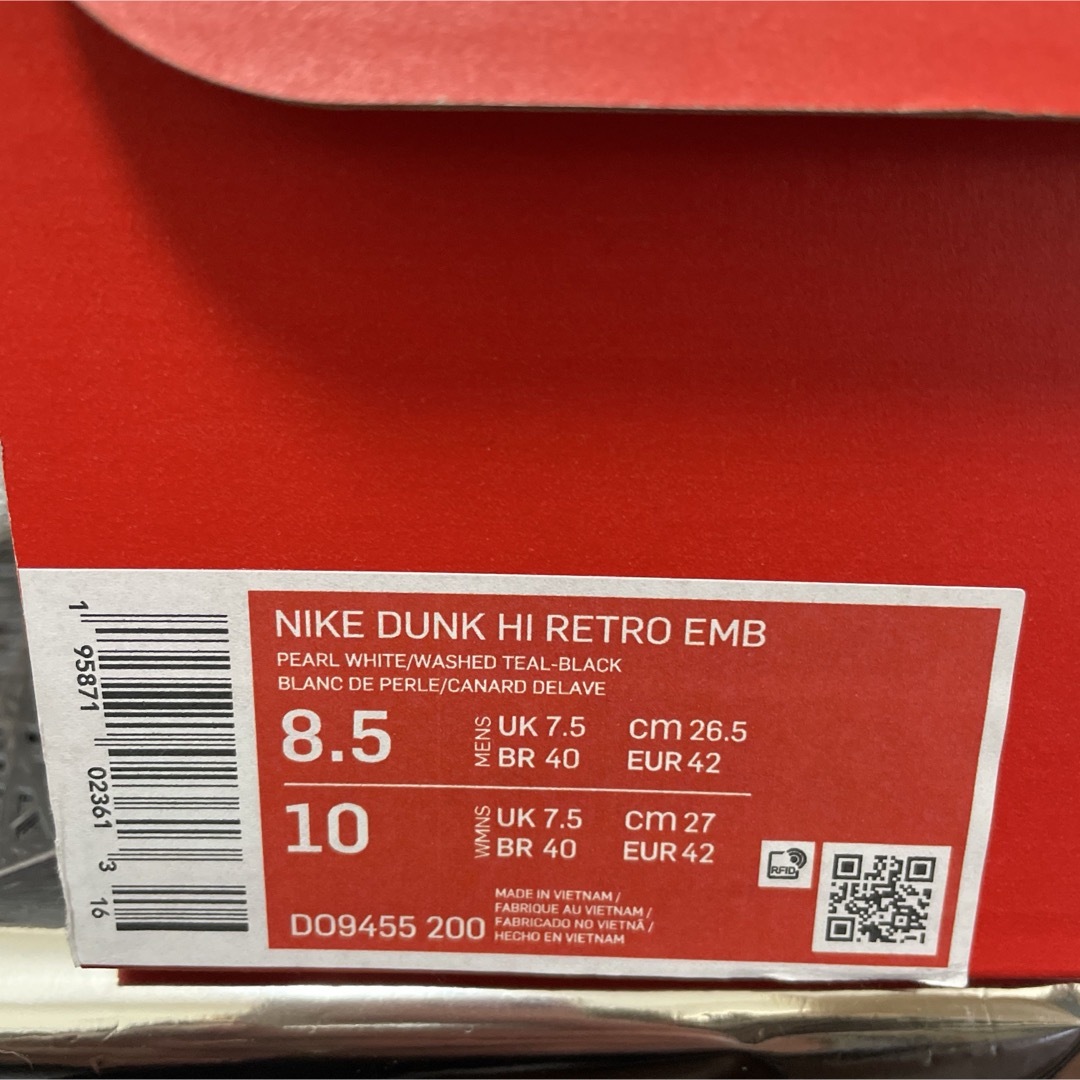 NIKE DUNK HI RETRO EMB
PEARL WHITE/WASHED TEAL-BLACK
BLANC DE PERLE/CANARD DELAVE
8.5 MENS UK 7.5 cm 26.5
BR 40 EUR 42
10 WMNS UK 7.5 cm 27
BR 40 EUR 42
DO9455 200
MADE IN VIETNAM /
FABRIQUE AU VIETNAM /
FABRICADO NO VIETNÃ /
HECHO EN VIETNAM
RFID
1 95871 02361 3 16